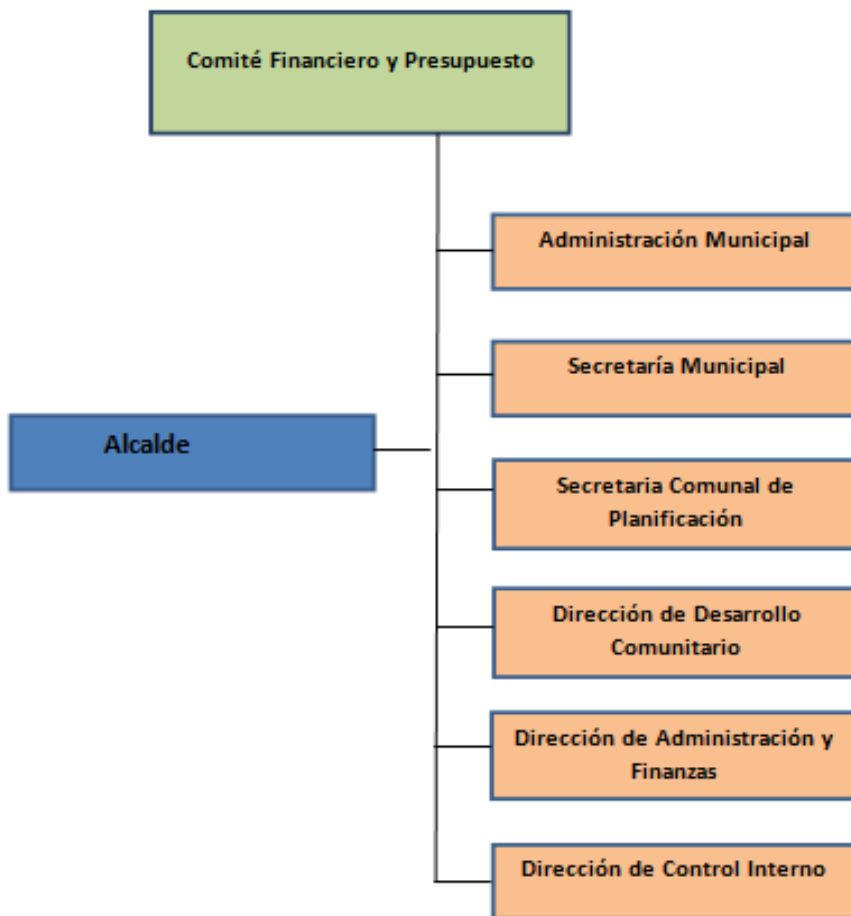 Comité Financiero y Presupuesto
Administración Municipal
Secretaría Municipal
Alcalde
Secretaria Comunal de
Planificación
Dirección de Desarrollo
Comunitario
Dirección de Administración y
Finanzas
Dirección de Control Interno